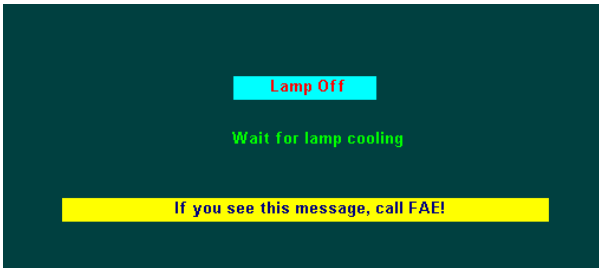 Lamp Off
Wait for lamp cooling
If you see this message, call FAE!